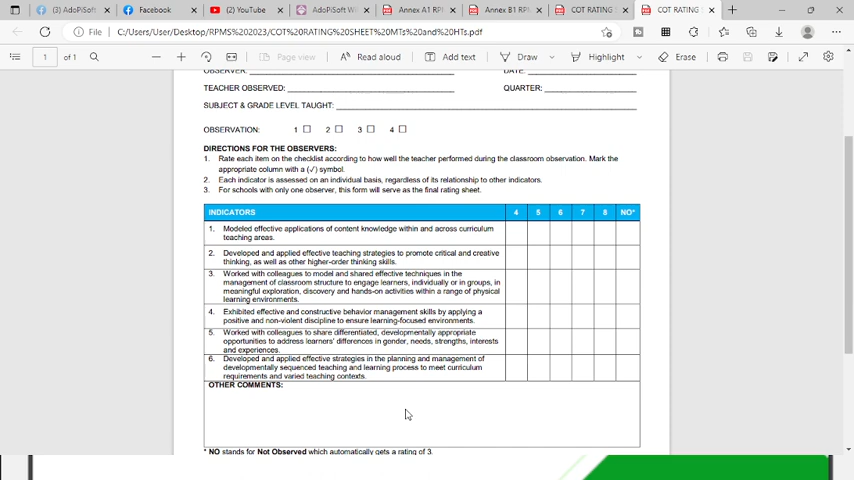 (3) AdoPiSoft
Facebook
(2) YouTube
AdoPiSoft Wi
Annex A1 RPM
Annex B1 RPM
COT RATING S
COT RATING S
File
C:/Users/User/Desktop/RPMS%202023/COT%20RATING%20SHEET%20MTs%20and%20HTs.pdf
1 of 1
Page view
Read aloud
Add text
Draw
Highlight
Erase
OBSERVER:
DATE:
TEACHER OBSERVED:
QUARTER:
SUBJECT & GRADE LEVEL TAUGHT:
OBSERVATION: 1 ☐ 2 ☐ 3 ☐ 4 ☐
DIRECTIONS FOR THE OBSERVERS:
1. Rate each item on the checklist according to how well the teacher performed during the classroom observation. Mark the
appropriate column with a (✓) symbol.
2. Each indicator is assessed on an individual basis, regardless of its relationship to other indicators.
3. For schools with only one observer, this form will serve as the final rating sheet.
INDICATORS 4 5 6 7 8 NO*
1. Modeled effective applications of content knowledge within and across curriculum
teaching areas.
2. Developed and applied effective teaching strategies to promote critical and creative
thinking, as well as other higher-order thinking skills.
3. Worked with colleagues to model and shared effective techniques in the
management of classroom structure to engage learners, individually or in groups, in
meaningful exploration, discovery and hands-on activities within a range of physical
learning environments.
4. Exhibited effective and constructive behavior management skills by applying a
positive and non-violent discipline to ensure learning-focused environments.
5. Worked with colleagues to share differentiated, developmentally appropriate
opportunities to address learners' differences in gender, needs, strengths, interests
and experiences.
6. Developed and applied effective strategies in the planning and management of
developmentally sequenced teaching and learning process to meet curriculum
requirements and varied teaching contexts.
OTHER COMMENTS:
* NO stands for Not Observed which automatically gets a rating of 3.